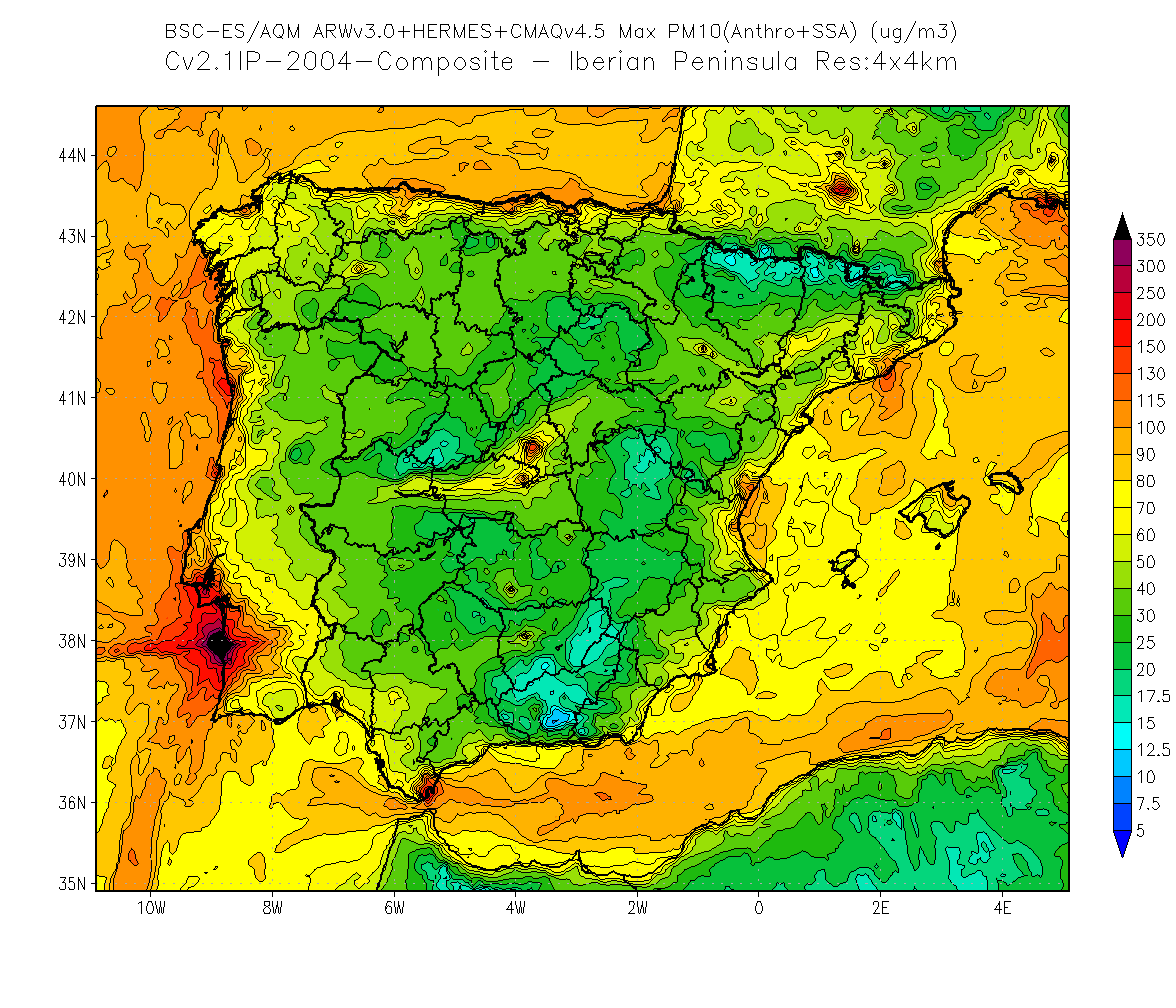 BSC-ES/AQM ARWv3.0+HERMES+CMAQv4.5 Max PM10(Anthro+SSA) (ug/m3)
Cv2.1IP-2004-Composite - Iberian Peninsula Res:4x4km
44N
43N
42N
41N
40N
39N
38N
37N
36N
35N
10W 8W 6W 4W 2W 0 2E 4E
350
300
250
150
130
115
100
90
80
70
60
50
40
30
25
20
17.5
15
12.5
10
7.5
5